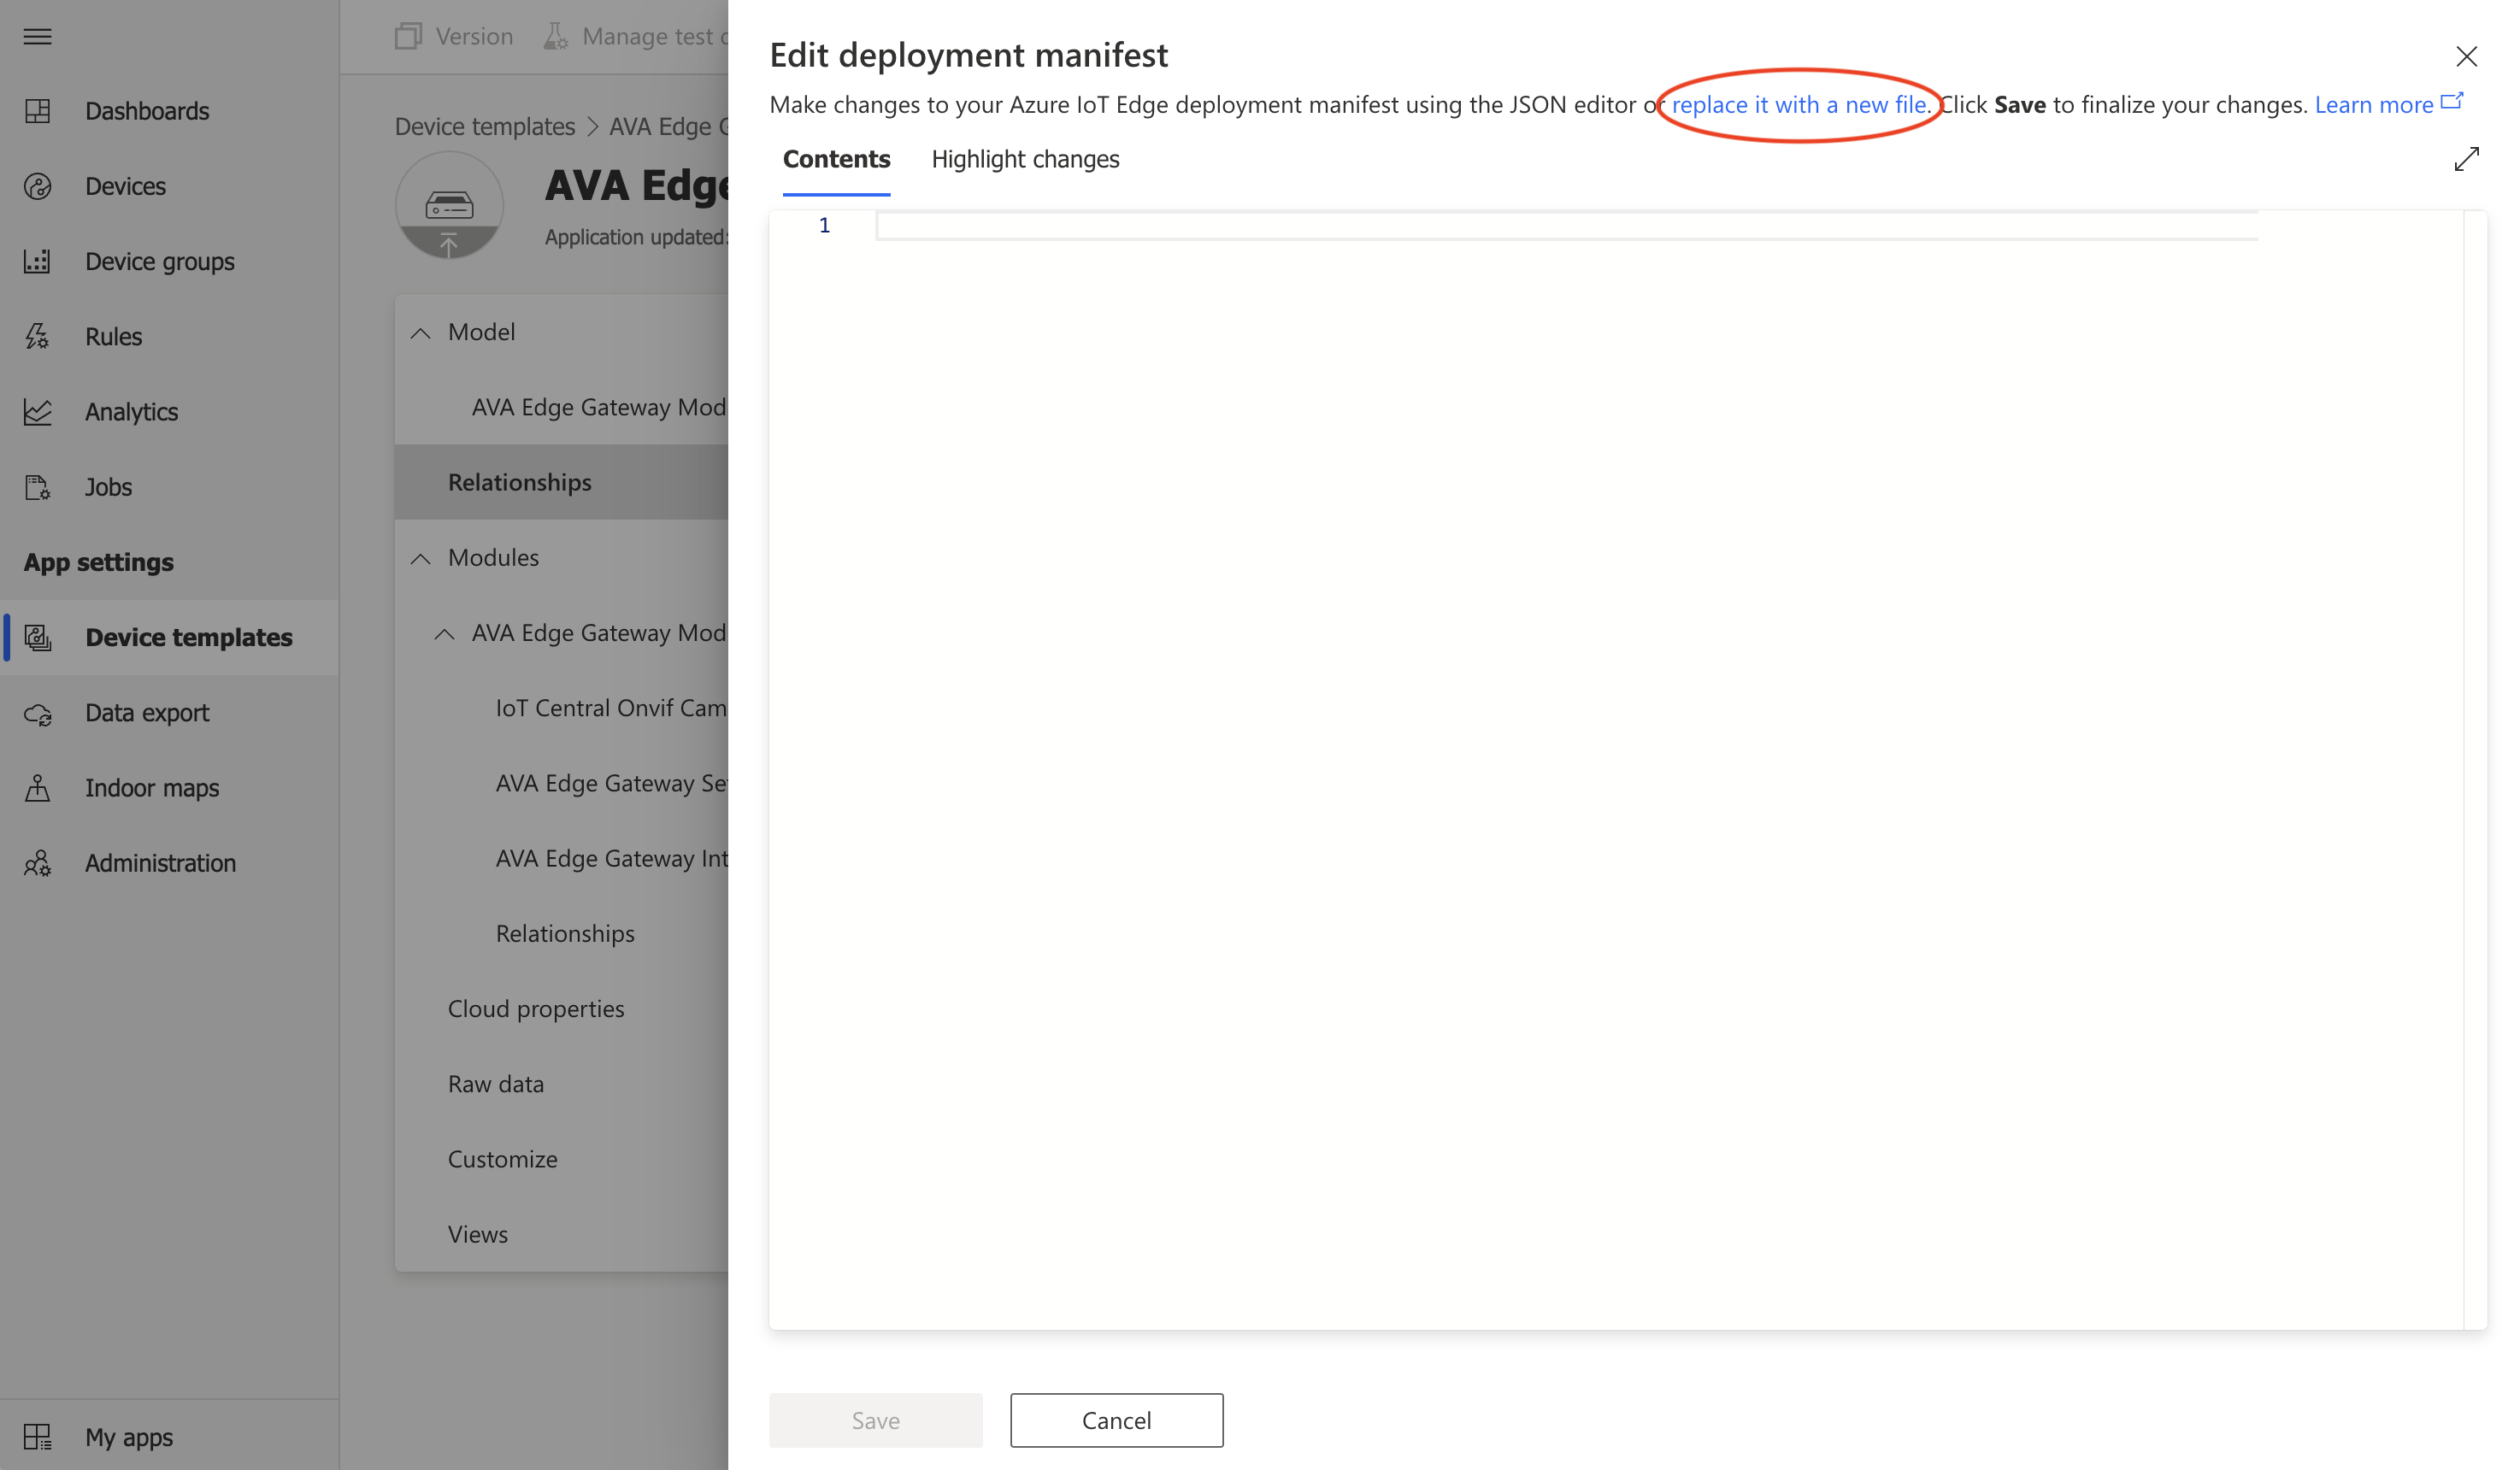 Dashboards
Devices
Device groups
Rules
Analytics
Jobs
App settings
Device templates
Data export
Indoor maps
Administration
My apps
Version
Manage test
Device templates > AVA Edge
AVA Edge
Application updated:
Model
AVA Edge Gateway Mod
Relationships
Modules
AVA Edge Gateway Mod
IoT Central Onvif Cam
AVA Edge Gateway Se
AVA Edge Gateway Int
Relationships
Cloud properties
Raw data
Customize
Views
Edit deployment manifest
Make changes to your Azure IoT Edge deployment manifest using the JSON editor or replace it with a new file. Click Save to finalize your changes. Learn more
Contents
Highlight changes
1
Save
Cancel